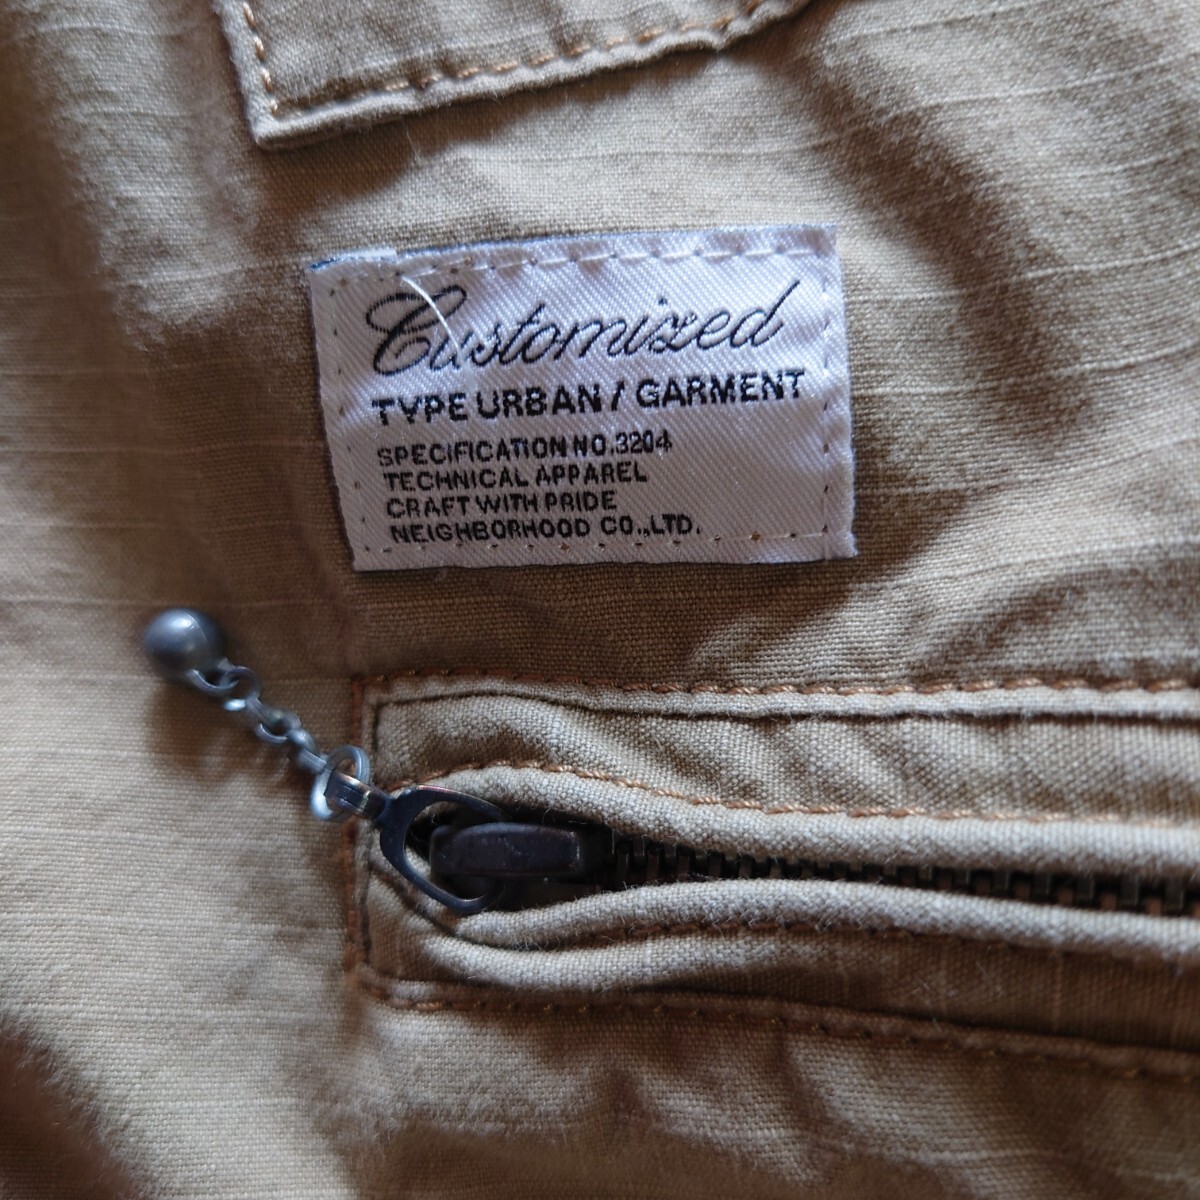 Customized
TYPE URBAN / GARMENT
SPECIFICATION NO.3204
TECHNICAL APPAREL
CRAFT WITH PRIDE
NEIGHBORHOOD CO.,LTD.